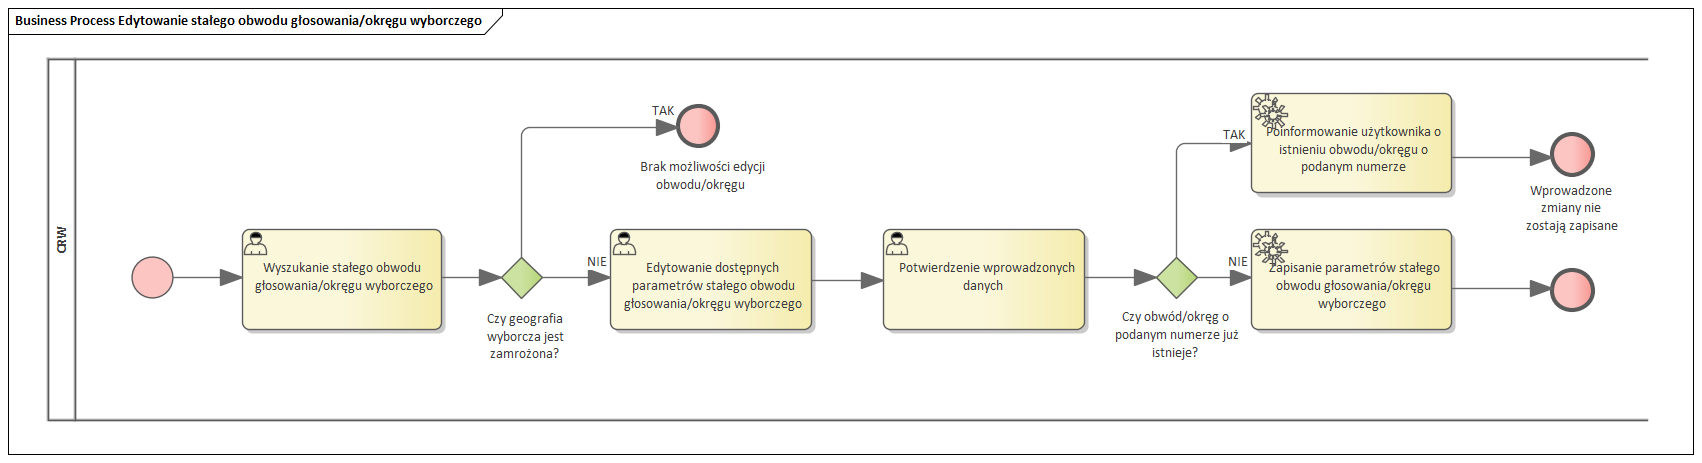 Business Process Edytowanie stałego obwodu głosowania/okręgu wyborczego
CRW
Wyszukanie stałego obwodu
głosowania/okręgu wyborczego
Czy geografia
wyborcza jest
zamrożona?
TAK
Brak możliwości edycji
obwodu/okręgu
NIE
Edytowanie dostępnych
parametrów stałego obwodu
głosowania/okręgu wyborczego
Potwierdzenie wprowadzonych
danych
Czy obwód/okręg o
podanym numerze już
istnieje?
TAK
Poinformowanie użytkownika o
istnieniu obwodu/okręgu o
podanym numerze
Wprowadzone
zmiany nie
zostają zapisane
NIE
Zapisanie parametrów stałego
obwodu głosowania/okręgu
wyborczego